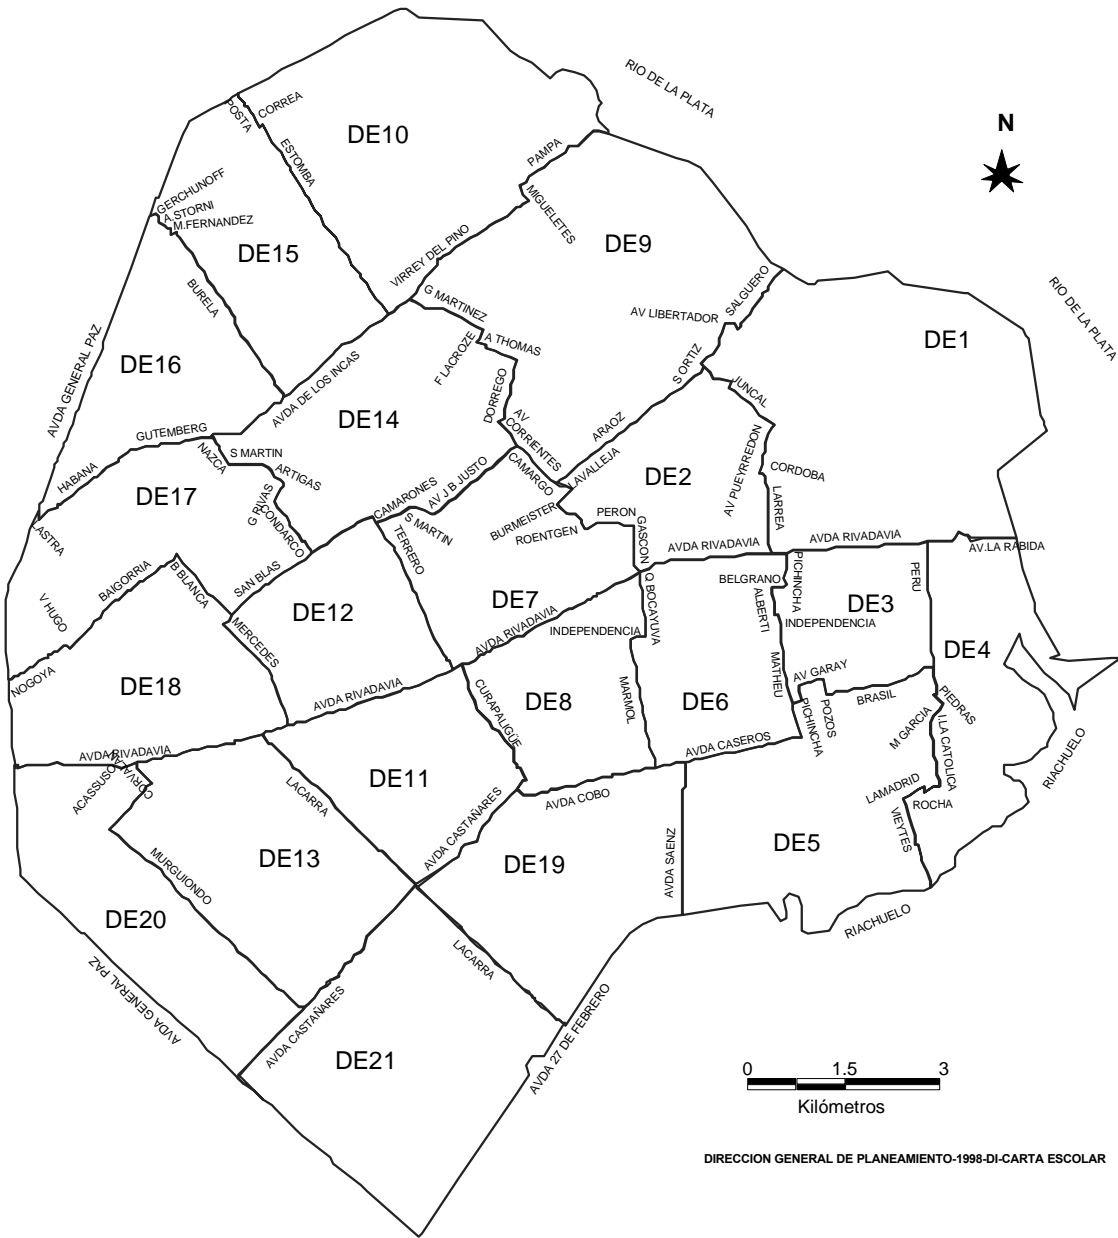 RIO DE LA PLATA
CORREA
POSTA
DE10
N
ESTOMBA
PAMPA
GERCHUNOFF
A.STORNI
M.FERNANDEZ
MIGUELETES
DE15
DE9
VIRREY DEL PINO
BURELA
SALGUERO
RIO DE LA PLATA
G MARTINEZ
AV LIBERTADOR
AVDA GENERAL PAZ
A THOMAS
F LACROZE
DE1
DE16
S ORTIZ
AVDA DE LOS INCAS
JUNCAL
DORREGO
DE14
AV
CORRIENTES
ARAOZ
GUTEMBERG
NAZCA
S MARTIN
AV PUEYRREDON
HABANA
ARTIGAS
CAMARGO
LAVALLEJA
DE2
CORDOBA
DE17
G RIVAS
CONDARCO
CAMARONES
AV J B JUSTO
LARREA
S MARTIN
BURMEISTER
PERON
ROENTGEN
GASCON
LASTRA
TERRERO
AVDA RIVADAVIA
AVDA RIVADAVIA
AV.LA RABIDA
BAIGORRIA
B BLANCA
SAN BLAS
Q BOCAYUVA
BELGRANO
PICHINCHA
PERU
V HUGO
DE12
DE7
ALBERTI
DE3
MERCEDES
AVDA RIVADAVIA
INDEPENDENCIA
INDEPENDENCIA
DE4
NOGOYA
DE18
AVDA RIVADAVIA
CURAPALIGÜE
DE8
MARMOL
DE6
MATHEU
AV GARAY
PICHINCHA
POZOS
BRASIL
PIEDRAS
M GARCIA
I.LA CATOLICA
AVDA RIVADAVIA
AVDA CASEROS
ACASSUSO
CORVALAN
LACARRA
DE11
RIACHUELO
AVDA COBO
LAMADRID
ROCHA
AVDA CASTAÑARES
VIEYTES
MURGUIONDO
DE13
DE19
AVDA SAENZ
DE5
DE20
RIACHUELO
LACARRA
AVDA GENERAL PAZ
AVDA CASTAÑARES
AVDA 27 DE FEBRERO
DE21
0 1.5 3
Kilómetros
DIRECCION GENERAL DE PLANEAMIENTO-1998-DI-CARTA ESCOLAR